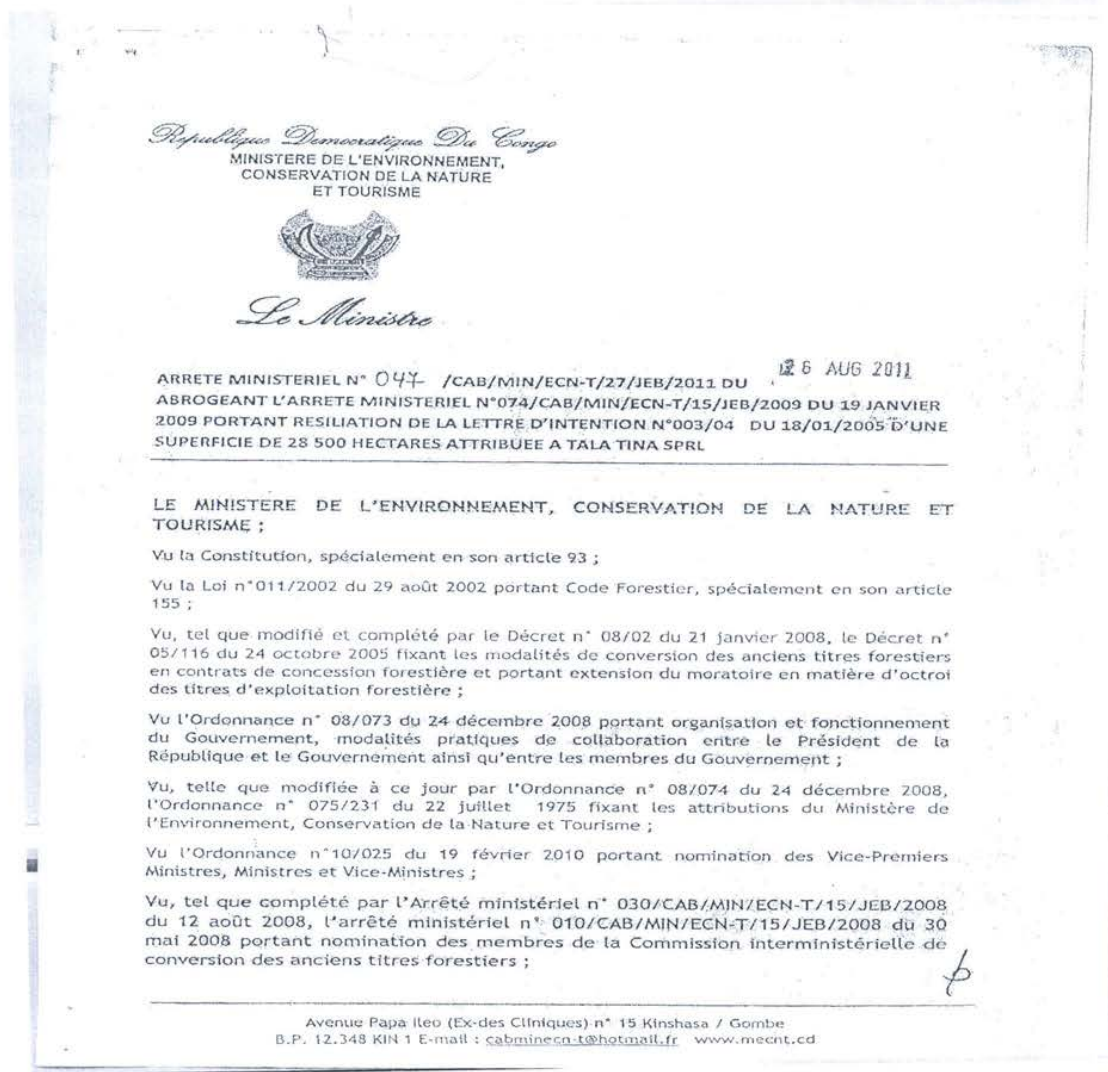 Republique Democratique Du Congo
MINISTERE DE L'ENVIRONNEMENT,
CONSERVATION DE LA NATURE
ET TOURISME
Le Ministre
26 AUG 2011
ARRETE MINISTERIEL N° 047 /CAB/MIN/ECN-T/27/JEB/2011 DU
ABROGEANT L'ARRETE MINISTERIEL N°074/CAB/MIN/ECN-T/15/JEB/2009 DU 19 JANVIER
2009 PORTANT RESILIATION DE LA LETTRE D'INTENTION N°003/04 DU 18/01/2005 D'UNE
SUPERFICIE DE 28 500 HECTARES ATTRIBUEE A TALA TINA SPRL
LE MINISTERE DE L'ENVIRONNEMENT, CONSERVATION DE LA NATURE ET
TOURISME ;
Vu la Constitution, spécialement en son article 93 ;
Vu la Loi n°011/2002 du 29 août 2002 portant Code Forestier, spécialement en son article
155 ;
Vu, tel que modifié et complété par le Décret n° 08/02 du 21 janvier 2008, le Décret n°
05/116 du 24 octobre 2005 fixant les modalités de conversion des anciens titres forestiers
en contrats de concession forestière et portant extension du moratoire en matière d'octroi
des titres d'exploitation forestière ;
Vu l'Ordonnance n° 08/073 du 24 décembre 2008 portant organisation et fonctionnement
du Gouvernement, modalités pratiques de collaboration entre le Président de la
République et le Gouvernement ainsi qu'entre les membres du Gouvernement ;
Vu, telle que modifiée à ce jour par l'Ordonnance n° 08/074 du 24 décembre 2008,
l'Ordonnance n° 075/231 du 22 juillet 1975 fixant les attributions du Ministère de
l'Environnement, Conservation de la Nature et Tourisme ;
Vu l'Ordonnance n°10/025 du 19 février 2010 portant nomination des Vice-Premiers
Ministres, Ministres et Vice-Ministres ;
Vu, tel que complété par l'Arrêté ministériel n° 030/CAB/MIN/ECN-T/15/JEB/2008
du 12 août 2008, l'arrêté ministériel n° 010/CAB/MIN/ECN-T/15/JEB/2008 du 30
mai 2008 portant nomination des membres de la Commission interministérielle de
conversion des anciens titres forestiers ;
Avenue Papa Ileo (Ex-des Cliniques) n° 15 Kinshasa / Gombe
B.P. 12.348 KIN 1 E-mail : cabminecn-t@hotmail.fr www.mecnt.cd